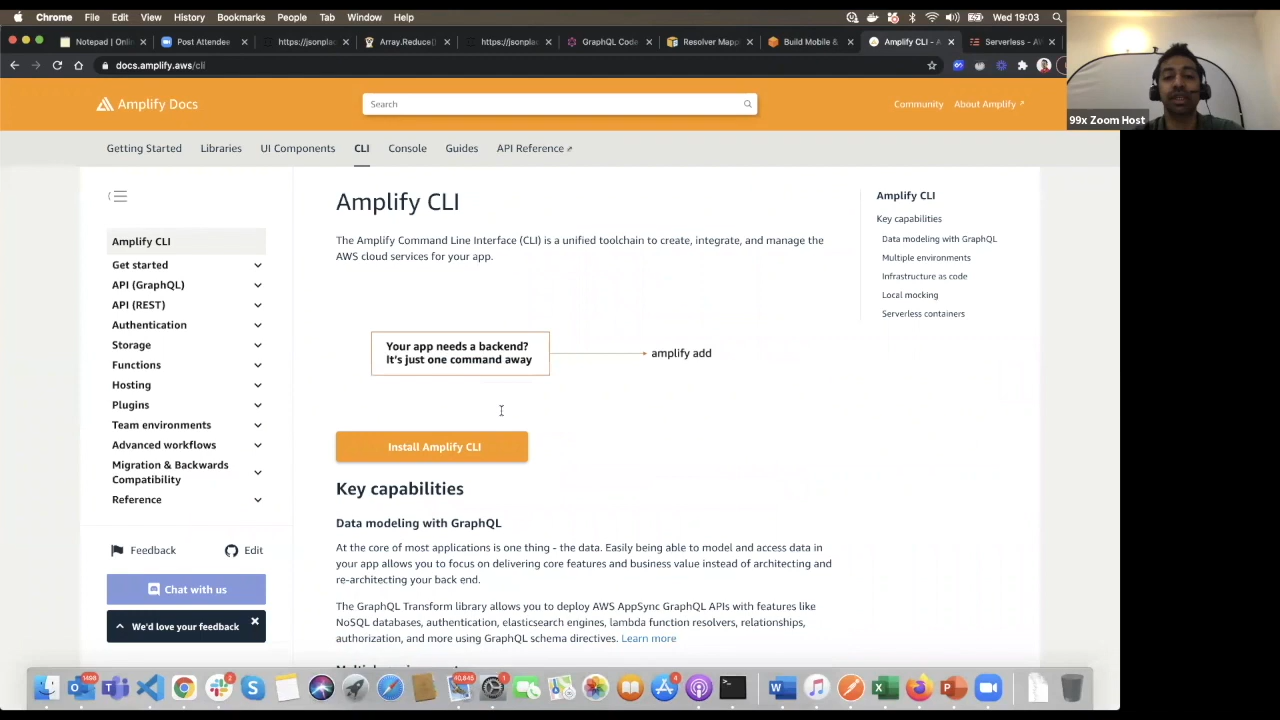 Chrome File Edit View History Bookmarks People Tab Window Help
Wed 19:03
Notepad | Onli
Post Attendee
https://jsonplac
Array.Reduce()
https://jsonplac
GraphQL Code
Resolver Mapp
Build Mobile &
Amplify CLI - A
Serverless - AW
docs.amplify.aws/cli
99x Zoom Host
Amplify Docs
Search
Community About Amplify
Getting Started Libraries UI Components CLI Console Guides API Reference
Amplify CLI
Get started
API (GraphQL)
API (REST)
Authentication
Storage
Functions
Hosting
Plugins
Team environments
Advanced workflows
Migration & Backwards
Compatibility
Reference
Feedback Edit
Chat with us
We'd love your feedback
Amplify CLI
The Amplify Command Line Interface (CLI) is a unified toolchain to create, integrate, and manage the
AWS cloud services for your app.
Your app needs a backend?
It's just one command away
amplify add
Install Amplify CLI
Key capabilities
Data modeling with GraphQL
At the core of most applications is one thing - the data. Easily being able to model and access data in
your app allows you to focus on delivering core features and business value instead of architecting and
re-architecting your back end.
The GraphQL Transform library allows you to deploy AWS AppSync GraphQL APIs with features like
NoSQL databases, authentication, elasticsearch engines, lambda function resolvers, relationships,
authorization, and more using GraphQL schema directives. Learn more
Amplify CLI
Key capabilities
Data modeling with GraphQL
Multiple environments
Infrastructure as code
Local mocking
Serverless containers